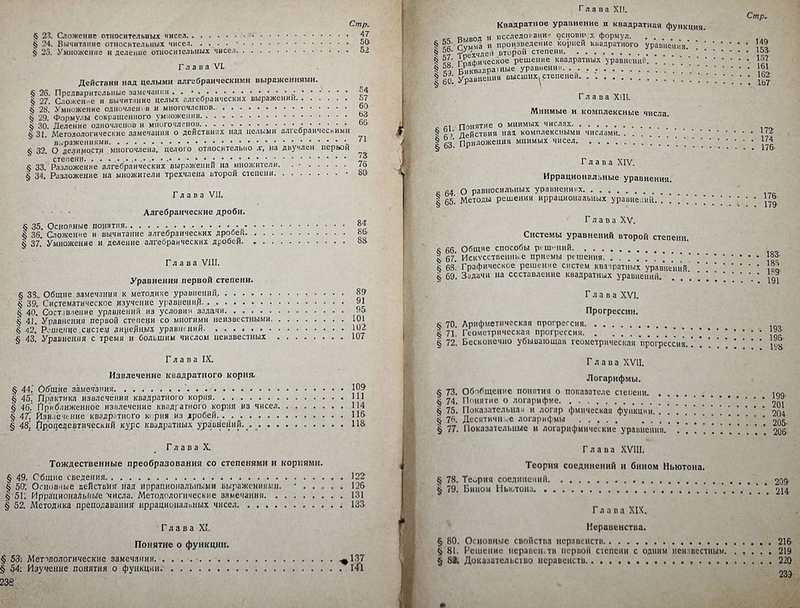 Стр.
§ 23. Сложение относительных чисел. 47
§ 24. Вычитание относительных чисел. 50
§ 25. Умножение и деление относительных чисел. 52
Глава VI.
Действия над целыми алгебраическими выражениями.
§ 26. Предварительные замечания 54
§ 27. Сложение и вычитание целых алгебраических выражений. 57
§ 28. Умножение одночленов и многочленов. 60
§ 29. Формулы сокращенного умножения. 63
§ 30. Деление одночленов и многочленов. 66
§ 31. Методологические замечания о действиях над целыми алгебраическими
выражениями. 71
§ 32. О делимости многочлена, целого относительно x, на двучлен первой
степени. 73
§ 33. Разложение алгебраических выражений на множители. 76
§ 34. Разложение на множители трехчлена второй степени. 80
Глава VII.
Алгебраические дроби.
§ 35. Основные понятия. 84
§ 36. Сложение и вычитание алгебраических дробей. 86
§ 37. Умножение и деление алгебраических дробей. 88
Глава VIII.
Уравнения первой степени.
§ 38. Общие замечания к методике уравнений. 89
§ 39. Систематическое изучение уравнений. 91
§ 40. Составление уравнений из условий задачи. 95
§ 41. Уравнения первой степени со многими неизвестными. 101
§ 42. Решение систем линейных уравнений. 102
§ 43. Уравнения с тремя и большим числом неизвестных 107
Глава IX.
Извлечение квадратного корня.
§ 44. Общие замечания. 109
§ 45. Практика извлечения квадратного корня. 111
§ 46. Приближенное извлечение квадратного корня из чисел. 114
§ 47. Извлечение квадратного корня из дробей. 116
§ 48. Пропедевтический курс квадратных уравнений. 118
Глава X.
Тождественные преобразования со степенями и корнями.
§ 49. Общие сведения. 122
§ 50. Основные действия над иррациональными выражениями. 126
§ 51. Иррациональные числа. Методологические замечания. 131
§ 52. Методика преподавания иррациональных чисел. 133
Глава XI.
Понятие о функции.
§ 53. Методологические замечания. 137
§ 54. Изучение понятия о функции. 141
238
Глава XII.
Стр.
Квадратное уравнение и квадратная функция.
§ 55. Вывод и исследование основных формул. 149
§ 56. Сумма и произведение корней квадратного уравнения. 153
§ 57. Трехчлен второй степени. 157
§ 58. Графическое решение квадратных уравнений. 161
§ 59. Биквадратные уравнения. 162
§ 60. Уравнения высших степеней. 167
Глава XIII.
Мнимые и комплексные числа.
§ 61. Понятие о мнимых числах. 172
§ 62. Действия над комплексными числами. 174
§ 63. Приложения мнимых чисел. 176
Глава XIV.
Иррациональные уравнения.
§ 64. О равносильных уравнениях. 176
§ 65. Методы решения иррациональных уравнений. 179
Глава XV.
Системы уравнений второй степени.
§ 66. Общие способы решений. 183
§ 67. Искусственные приемы решения. 185
§ 68. Графическое решение систем квадратных уравнений. 189
§ 69. Задачи на составление квадратных уравнений. 191
Глава XVI.
Прогрессии.
§ 70. Арифметическая прогрессия. 193
§ 71. Геометрическая прогрессия. 196
§ 72. Бесконечно убывающая геометрическая прогрессия. 198
Глава XVII.
Логарифмы.
§ 73. Обобщение понятия о показателе степени. 199
§ 74. Понятие о логарифме. 201
§ 75. Показательная и логарифмическая функции. 204
§ 76. Десятичные логарифмы 205
§ 77. Показательные и логарифмические уравнения. 206
Глава XVIII.
Теория соединений и бином Ньютона.
§ 78. Теория соединений. 209
§ 79. Бином Ньютона. 214
Глава XIX.
Неравенства.
§ 80. Основные свойства неравенств. 216
§ 81. Решение неравенств первой степени с одним неизвестным. 219
§ 82. Доказательство неравенств. 220
239